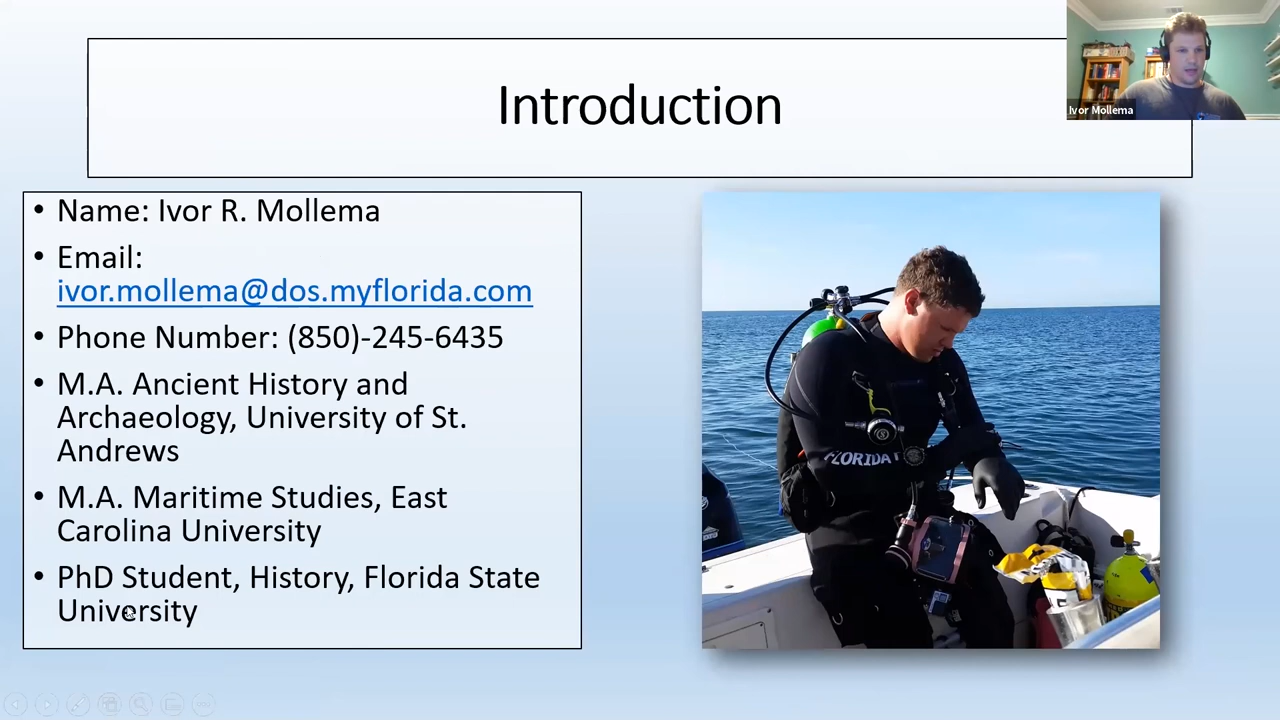 Introduction
Ivor Mollema
• Name: Ivor R. Mollema
• Email:
ivor.mollema@dos.myflorida.com
• Phone Number: (850)-245-6435
• M.A. Ancient History and
Archaeology, University of St.
Andrews
• M.A. Maritime Studies, East
Carolina University
• PhD Student, History, Florida State
University
FLORIDA